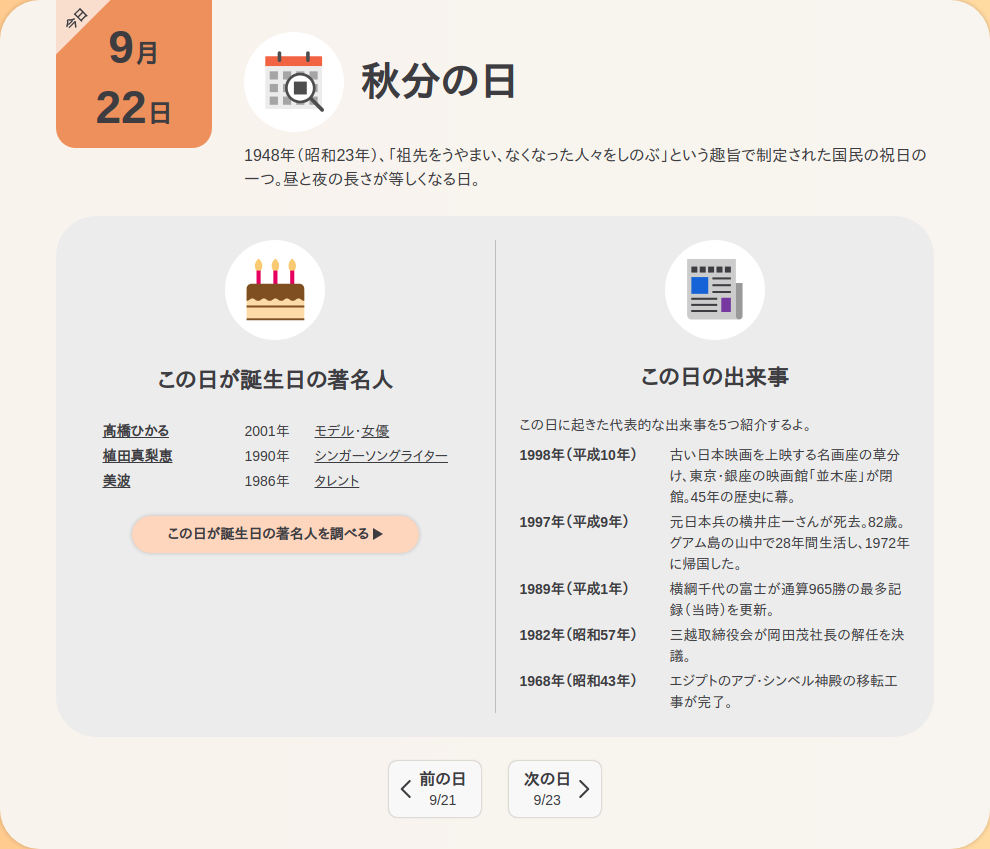 今日
9月
22日
秋分の日
1948年（昭和23年）、「祖先をうやまい、なくなった人々をしのぶ」という趣旨で制定された国民の祝日の
一つ。昼と夜の長さが等しくなる日。
この日が誕生日の著名人
髙橋ひかる 2001年 モデル・女優
植田真梨恵 1990年 シンガーソングライター
美波 1986年 タレント
この日が誕生日の著名人を調べる▶
この日の出来事
この日に起きた代表的な出来事を5つ紹介するよ。
1998年（平成10年） 古い日本映画を上映する名画座の草分
け、東京・銀座の映画館「並木座」が閉
館。45年の歴史に幕。
1997年（平成9年） 元日本兵の横井庄一さんが死去。82歳。
グアム島の山中で28年間生活し、1972年
に帰国した。
1989年（平成1年） 横綱千代の富士が通算965勝の最多記
録（当時）を更新。
1982年（昭和57年） 三越取締役会が岡田茂社長の解任を決
議。
1968年（昭和43年） エジプトのアブ・シンベル神殿の移転工
事が完了。
前の日
9/21
次の日
9/23